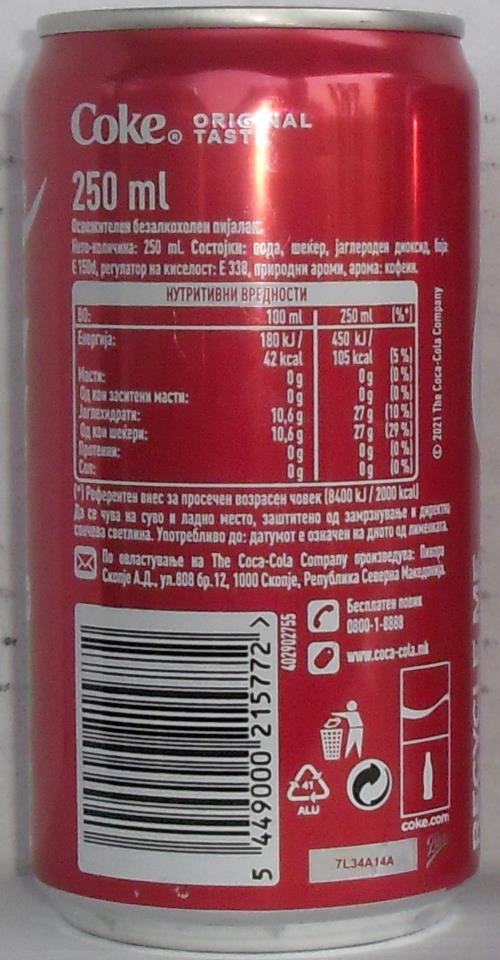 Coke® ORIGINAL
TASTE
250 ml
Освежителен безалкохолен пијалак.
Нето-количина: 250 ml. Состојки: вода, шеќер, јаглероден диоксид, боја:
E 150d, регулатор на киселост: E 338, природни ароми, арома: кофеин.
НУТРИТИВНИ ВРЕДНОСТИ
ВО: 100 ml 250 ml (%*)
Енергија: 180 kJ / 450 kJ /
42 kcal 105 kcal (5%)
Масти: 0 g 0 g (0%)
Од кои заситени масти: 0 g 0 g (0%)
Јаглехидрати: 10,6 g 27 g (10%)
Од кои шеќери: 10,6 g 27 g (29%)
Протеини: 0 g 0 g (0%)
Сол: 0 g 0 g (0%)
© 2021 The Coca-Cola Company
(*) Референтен внес за просечен возрасен човек (8400 kJ / 2000 kcal)
Да се чува на суво и ладно место, заштитено од замрзнување и директна
сончева светлина. Употребливо до: датумот е означен на дното од лименката.
По овластување на The Coca-Cola Company произведува: Пивара
Скопје А.Д., ул.808 бр.12, 1000 Скопје, Република Северна Македонија.
Бесплатен повик
0800-1-8888
www.coca-cola.mk
402902755
5 449000 215772 >
41
ALU
coke.com
7L34A14A
RECYCLE ME